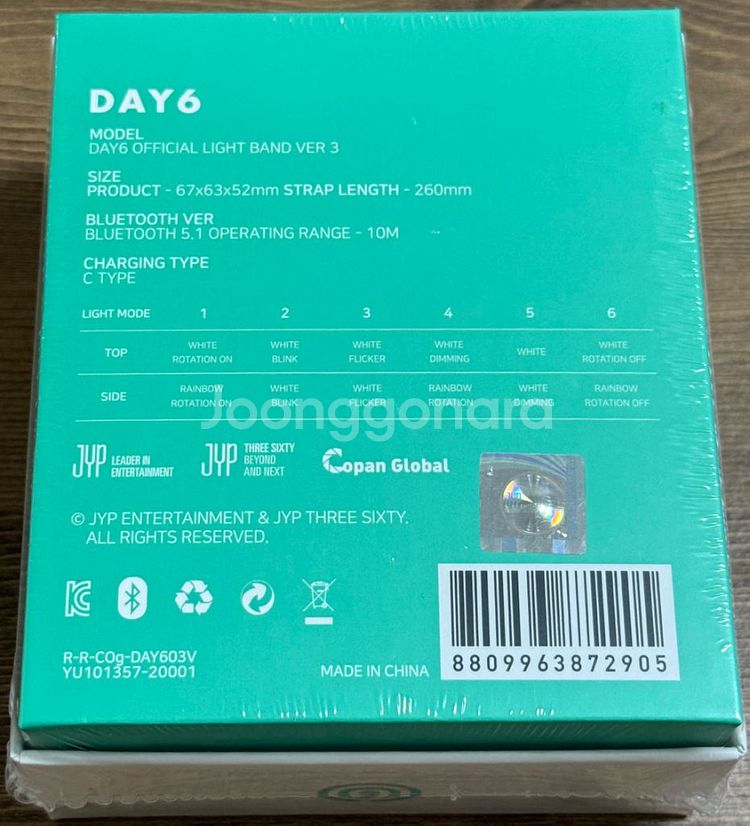 DAY6
MODEL
DAY6 OFFICIAL LIGHT BAND VER 3
SIZE
PRODUCT - 67x63x52mm STRAP LENGTH - 260mm
BLUETOOTH VER
BLUETOOTH 5.1 OPERATING RANGE - 10M
CHARGING TYPE
C TYPE
LIGHT MODE 1 2 3 4 5 6
TOP WHITE ROTATION ON WHITE BLINK WHITE FLICKER WHITE DIMMING WHITE WHITE ROTATION OFF
SIDE RAINBOW ROTATION ON WHITE BLINK WHITE FLICKER RAINBOW ROTATION WHITE DIMMING RAINBOW ROTATION OFF
Joonggonara
JYP LEADER IN ENTERTAINMENT
JYP THREE SIXTY BEYOND AND NEXT
Copan Global
JYP
© JYP ENTERTAINMENT & JYP THREE SIXTY.
ALL RIGHTS RESERVED.
R-R-COg-DAY603V
YU101357-20001
MADE IN CHINA
8809963872905